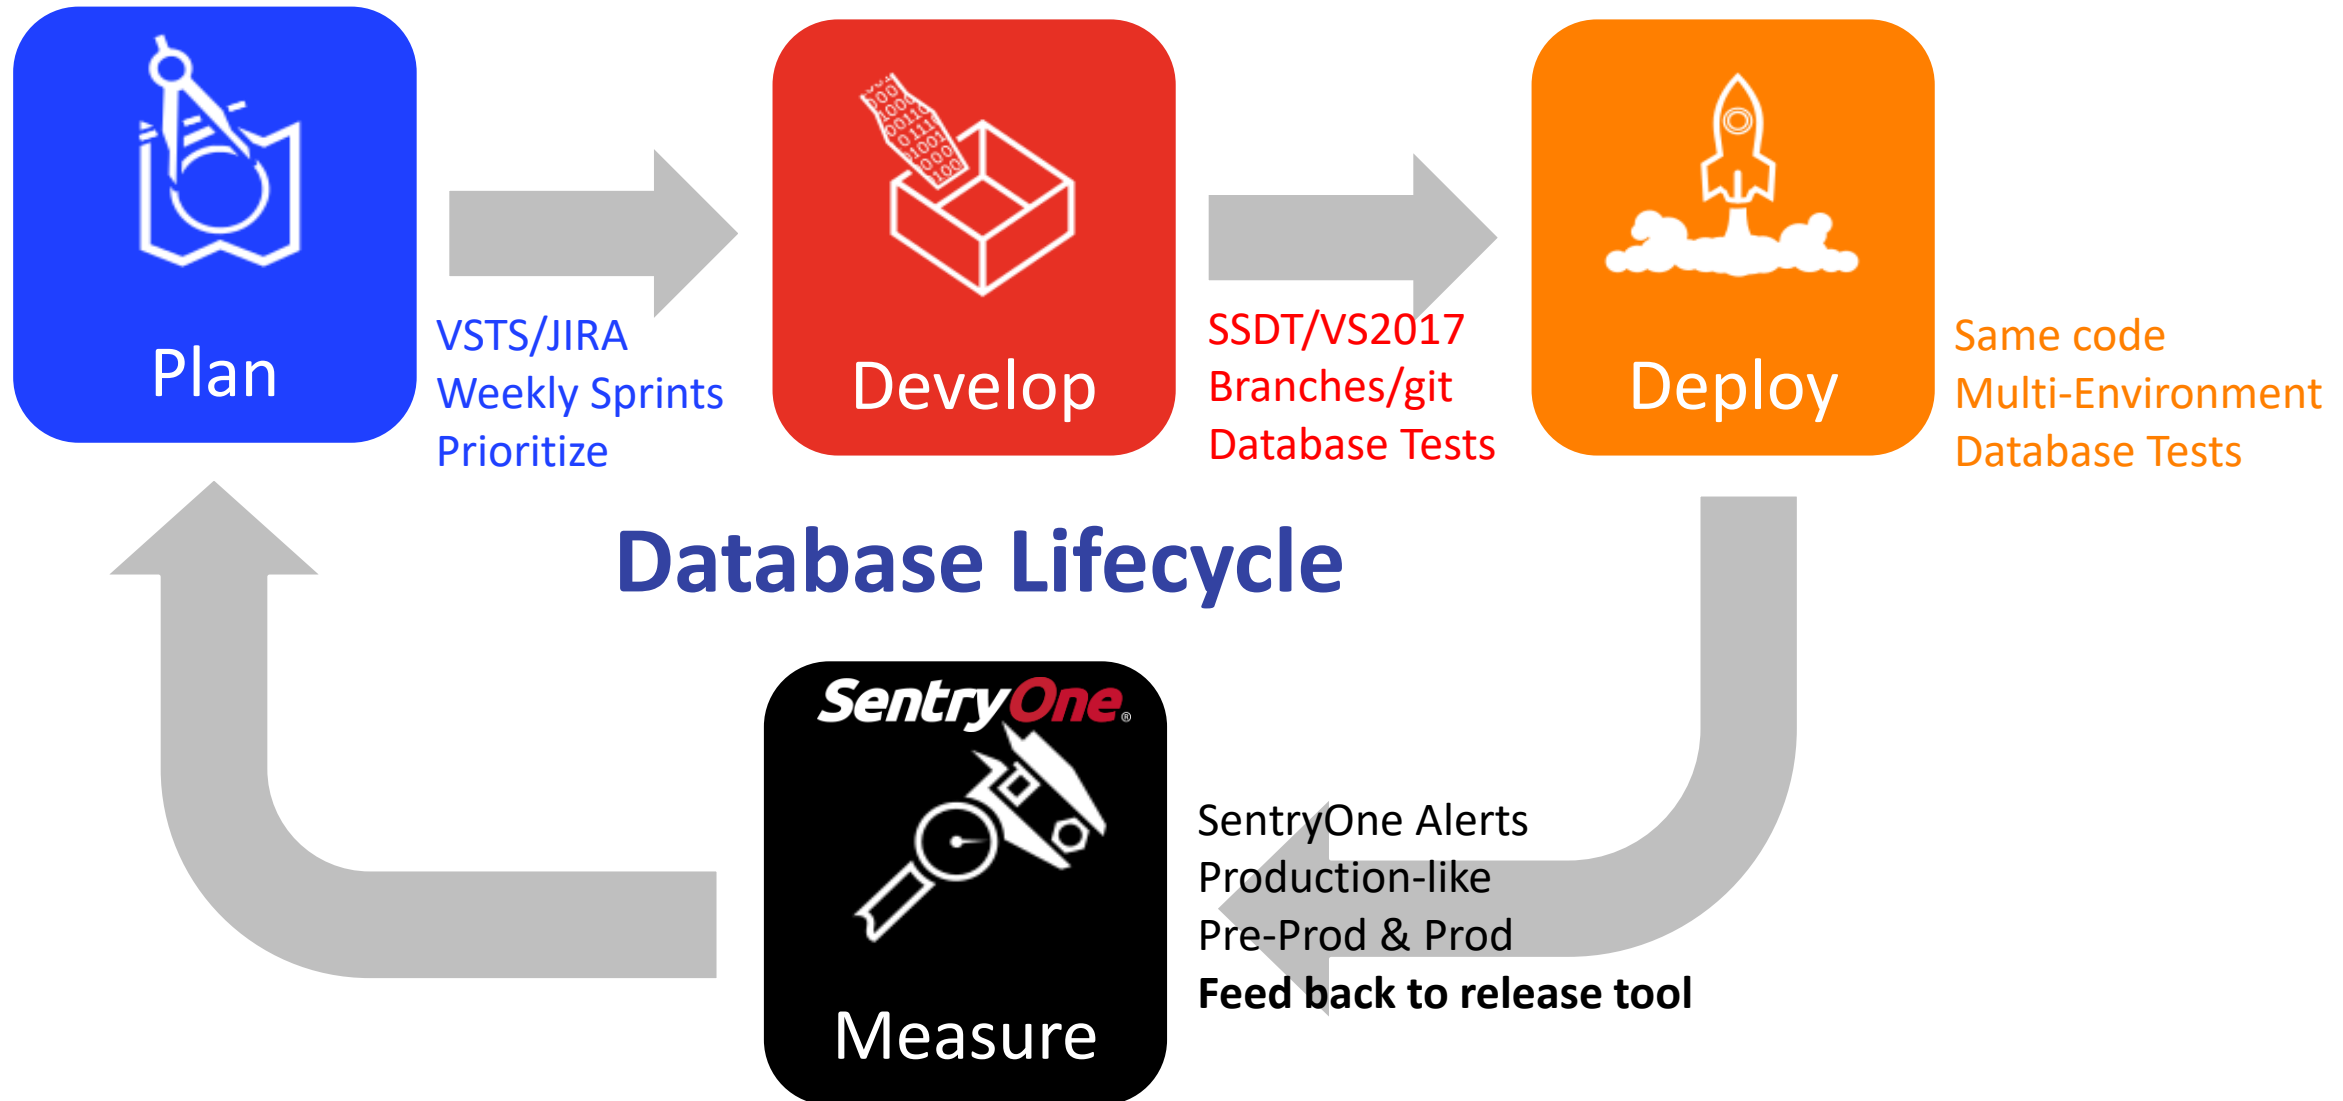 Plan
VSTS/JIRA
Weekly Sprints
Prioritize
Develop
SSDT/VS2017
Branches/git
Database Tests
Deploy
Same code
Multi-Environment
Database Tests
Database Lifecycle
SentryOne®
Measure
SentryOne Alerts
Production-like
Pre-Prod & Prod
Feed back to release tool